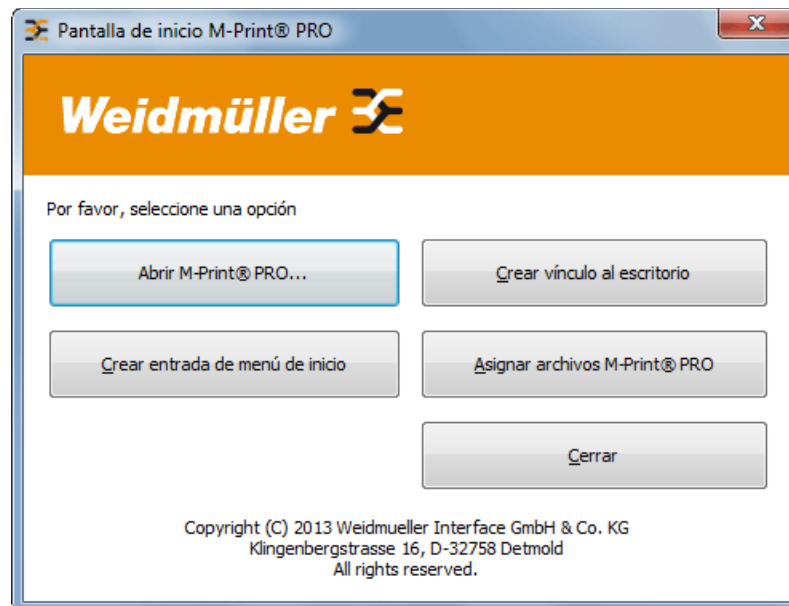 Pantalla de inicio M-Print® PRO
Weidmüller
Por favor, seleccione una opción
Abrir M-Print® PRO...
Crear vínculo al escritorio
Crear entrada de menú de inicio
Asignar archivos M-Print® PRO
Cerrar
Copyright (C) 2013 Weidmueller Interface GmbH & Co. KG
Klingenbergstrasse 16, D-32758 Detmold
All rights reserved.